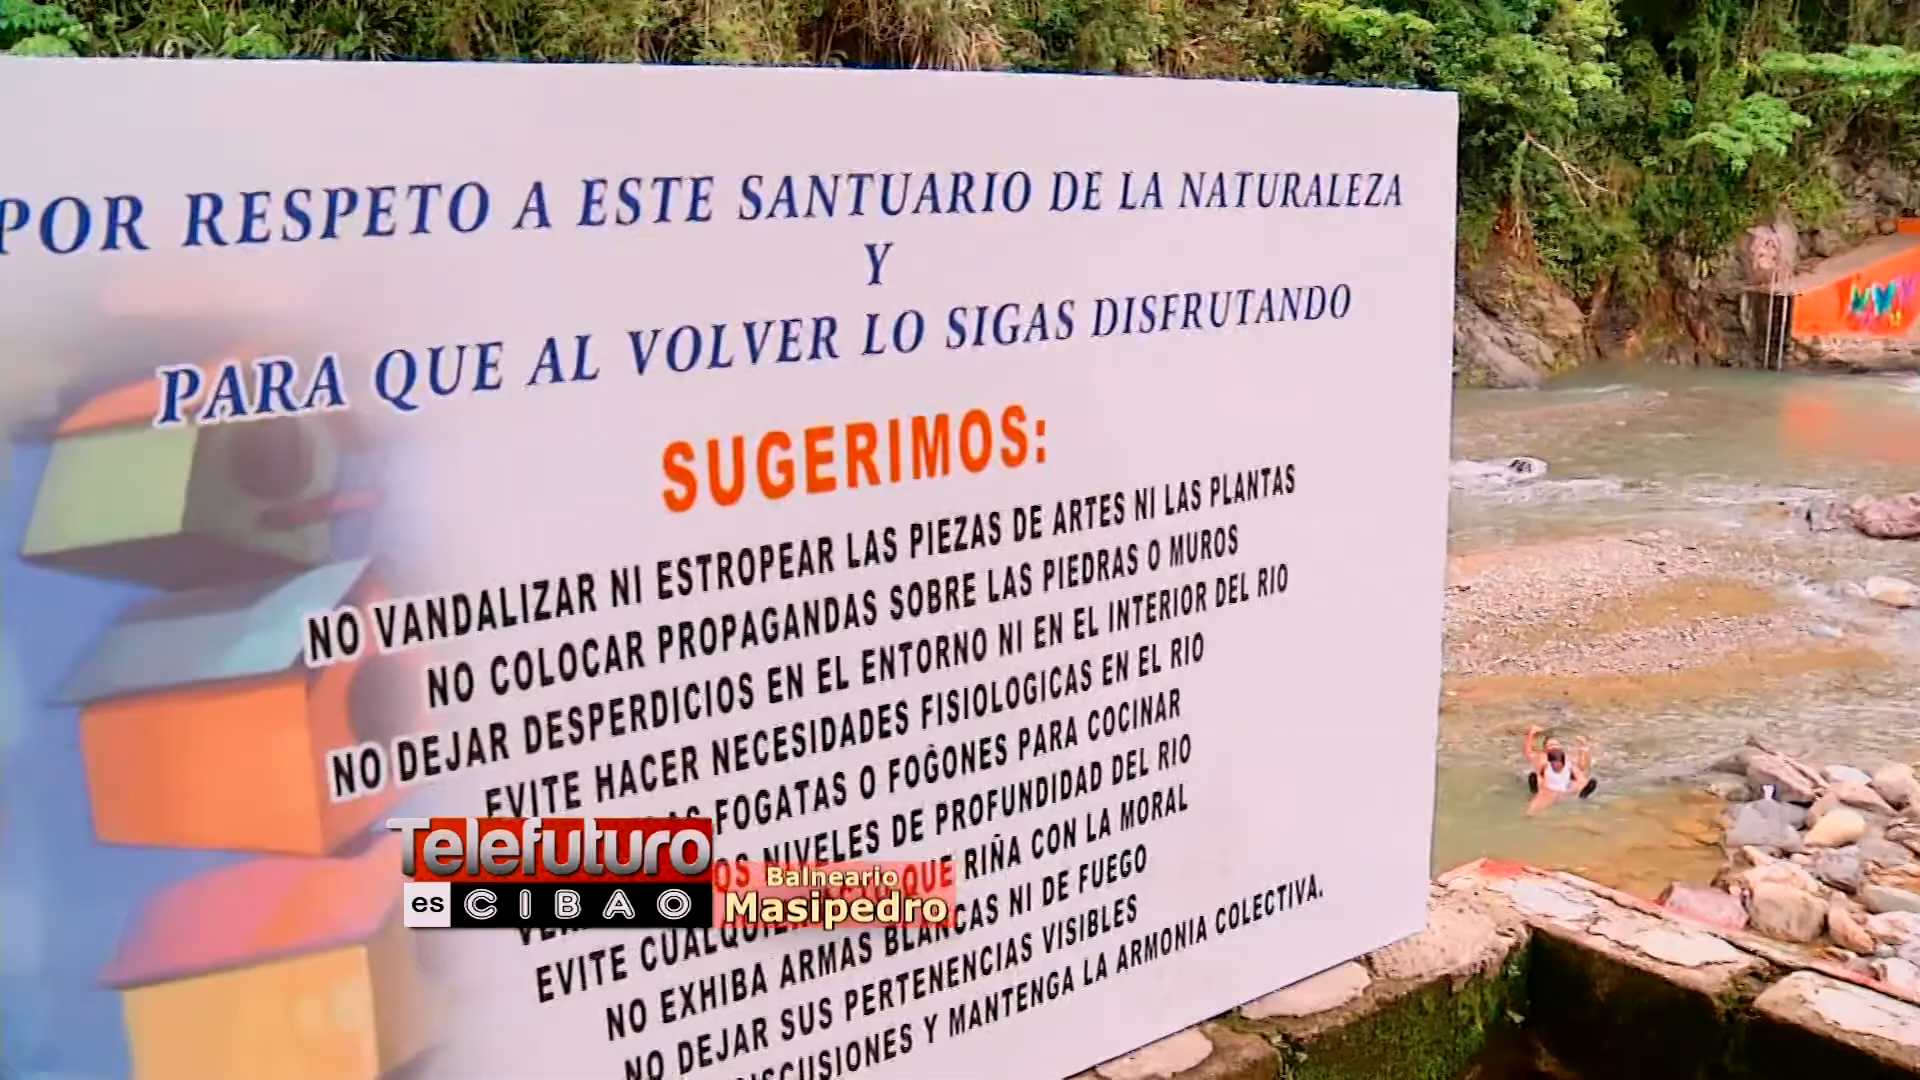 POR RESPETO A ESTE SANTUARIO DE LA NATURALEZA
Y
PARA QUE AL VOLVER LO SIGAS DISFRUTANDO
SUGERIMOS:
NO VANDALIZAR NI ESTROPEAR LAS PIEZAS DE ARTES NI LAS PLANTAS
NO COLOCAR PROPAGANDAS SOBRE LAS PIEDRAS O MUROS
NO DEJAR DESPERDICIOS EN EL ENTORNO NI EN EL INTERIOR DEL RIO
EVITE HACER NECESIDADES FISIOLOGICAS EN EL RIO
FOGATAS O FOGONES PARA COCINAR
NIVELES DE PROFUNDIDAD DEL RIO
EVITE CUALQUIER QUE RIÑA CON LA MORAL
NO EXHIBA ARMAS BLANCAS NI DE FUEGO
NO DEJAR SUS PERTENENCIAS VISIBLES
Y MANTENGA LA ARMONIA COLECTIVA.
Telefuturo
es CIBAO
Balneario
Masipedro